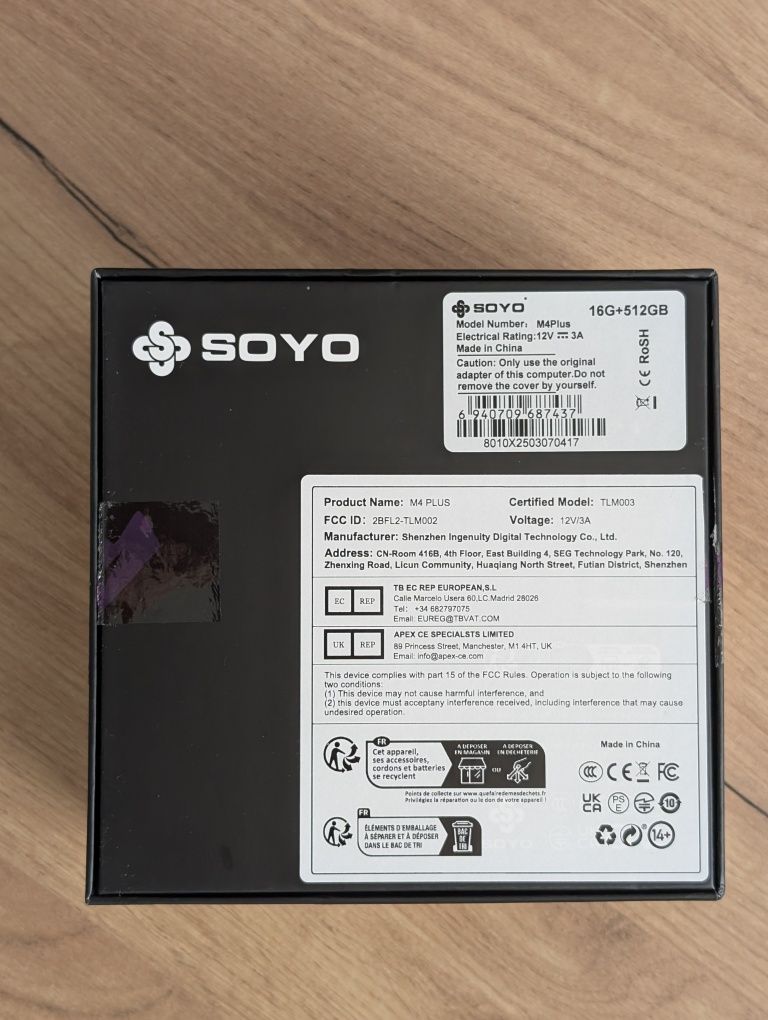 SOYO
SOYO
16G+512GB
Model Number: M4Plus
Electrical Rating:12V 3A
Made in China
Caution: Only use the original
adapter of this computer.Do not
remove the cover by yourself.
CE RoSH
6 940709 687437
8010X2503070417
Product Name: M4 PLUS Certified Model: TLM003
FCC ID: 2BFL2-TLM002 Voltage: 12V/3A
Manufacturer: Shenzhen Ingenuity Digital Technology Co., Ltd.
Address: CN-Room 416B, 4th Floor, East Building 4, SEG Technology Park, No. 120,
Zhenxing Road, Licun Community, Huaqiang North Street, Futian District, Shenzhen
EC REP
TB EC REP EUROPEAN,S.L
Calle Marcelo Usera 60,LC.Madrid 28026
Tel: +34 682797075
Email: EUREG@TBVAT.COM
UK REP
APEX CE SPECIALSTS LIMITED
89 Princess Street, Manchester, M1 4HT, UK
Email: info@apex-ce.com
This device complies with part 15 of the FCC Rules. Operation is subject to the following
two conditions:
(1) This device may not cause harmful interference, and
(2) this device must acceptany interference received, including interference that may cause
undesired operation.
FR
Cet appareil,
ses accessoires,
cordons et batteries
se recyclent
À DÉPOSER
EN MAGASIN
OU
À DÉPOSER
EN DÉCHÈTERIE
Points de collecte sur www.quefairedemesdechets.fr
Privilégiez la réparation ou le don de votre appareil !
FR
ÉLÉMENTS D'EMBALLAGE
À SÉPARER ET À DÉPOSER
DANS LE BAC DE TRI
BAC
DE
TRI
Made in China
CCC CE FC
UK
CA
PS
E
10
14+